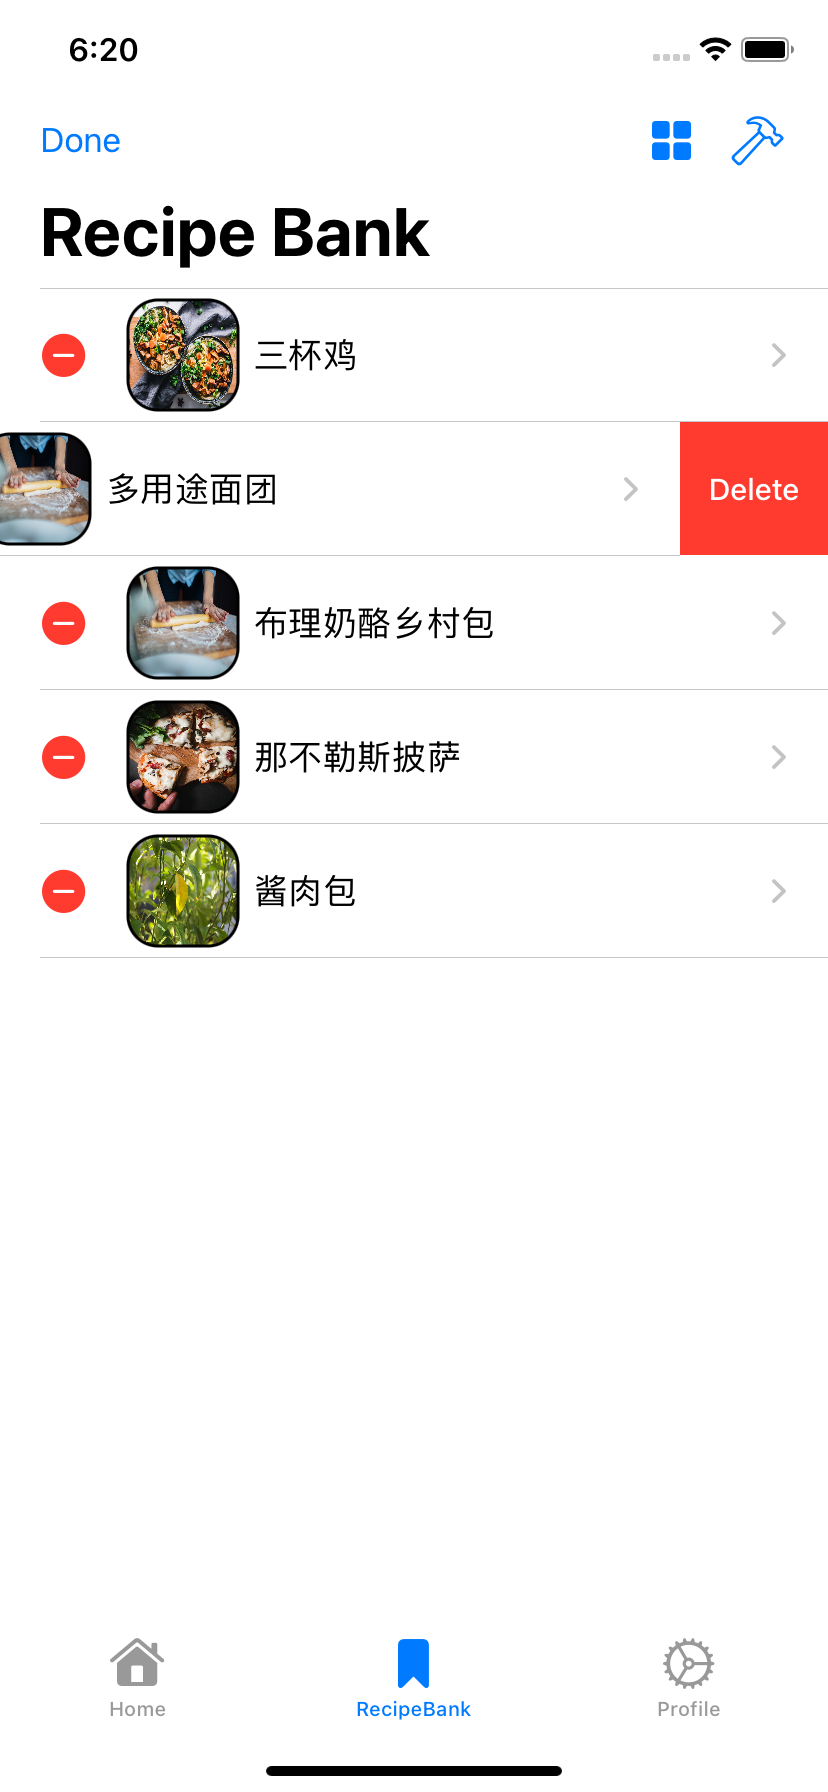 6:20
Done
Recipe Bank
三杯鸡
多用途面团
Delete
布理奶酪乡村包
那不勒斯披萨
酱肉包
Home
RecipeBank
Profile